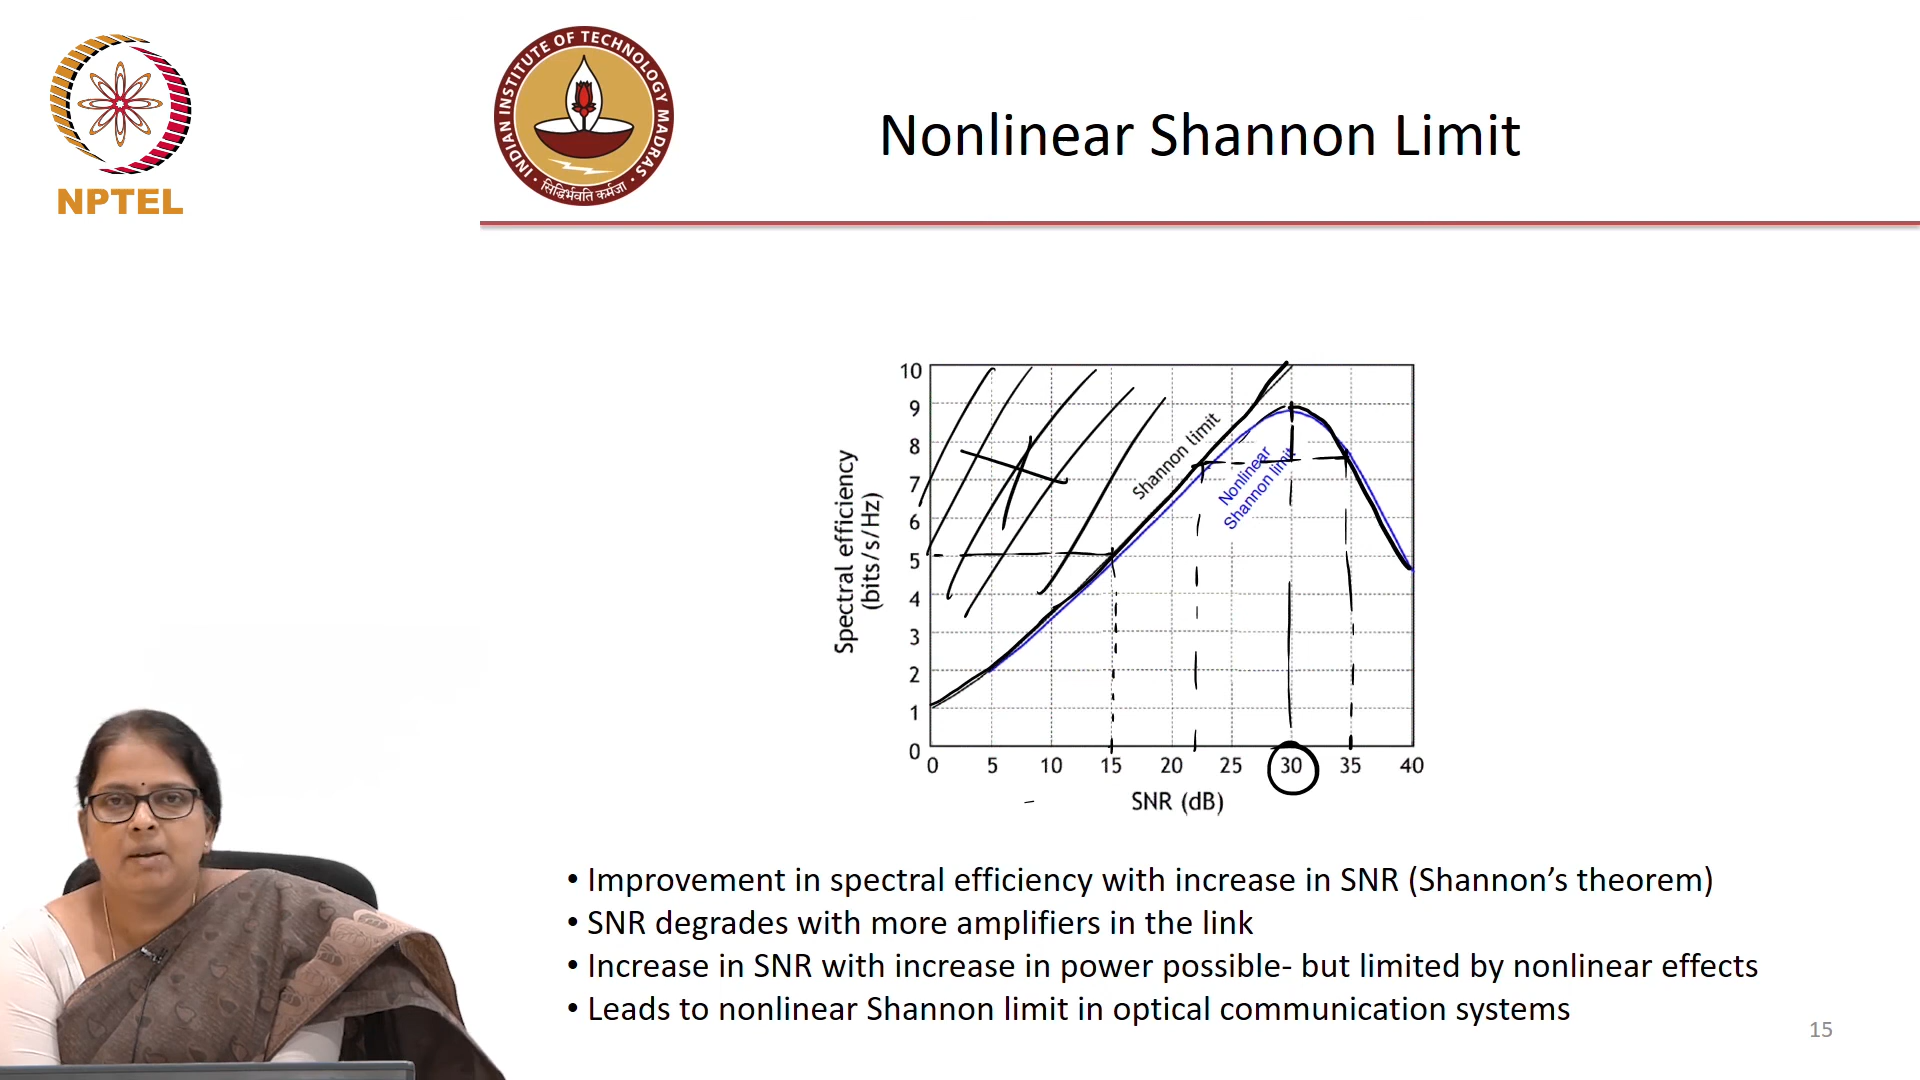 NPTEL
INDIAN INSTITUTE OF TECHNOLOGY MADRAS
सिद्धिर्भवति कर्मजा
Nonlinear Shannon Limit
Spectral efficiency
(bits/s/Hz)
10
9
8
7
6
5
4
3
2
1
0
Shannon limit
Nonlinear
Shannon limit
0 5 10 15 20 25 30 35 40
SNR (dB)
• Improvement in spectral efficiency with increase in SNR (Shannon’s theorem)
• SNR degrades with more amplifiers in the link
• Increase in SNR with increase in power possible- but limited by nonlinear effects
• Leads to nonlinear Shannon limit in optical communication systems
15